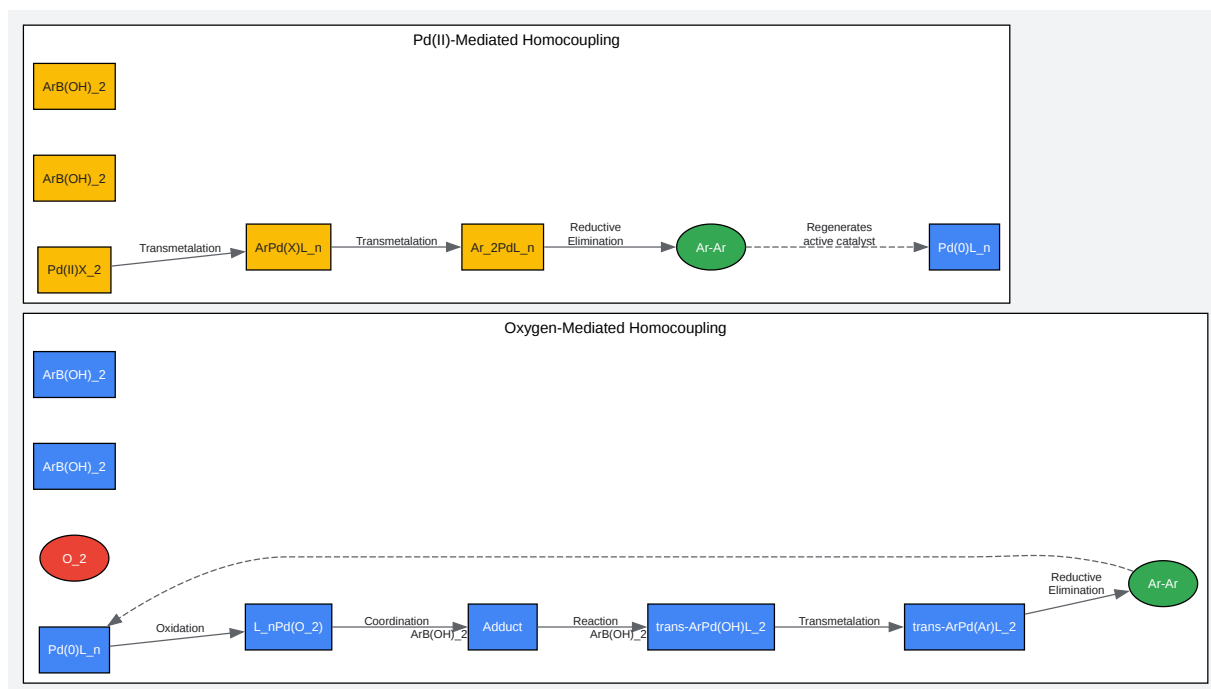 Pd(II)-Mediated Homocoupling
ArB(OH)_2
ArB(OH)_2
Pd(II)X_2
Transmetalation
ArPd(X)L_n
Transmetalation
Ar_2PdL_n
Reductive
Elimination
Ar-Ar
Regenerates
active catalyst
Pd(0)L_n
Oxygen-Mediated Homocoupling
ArB(OH)_2
ArB(OH)_2
O_2
Pd(0)L_n
Oxidation
L_nPd(O_2)
Coordination
ArB(OH)_2
Adduct
Reaction
ArB(OH)_2
trans-ArPd(OH)L_2
Transmetalation
trans-ArPd(Ar)L_2
Reductive
Elimination
Ar-Ar